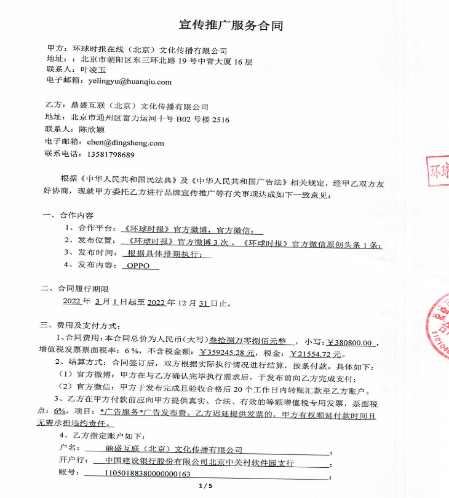 宣传推广服务合同
甲方：环球时报在线（北京）文化传播有限公司
地址：：北京市朝阳区东三环北路 19 号中青大厦 16 层
联系人：叶凌玉
电子邮箱：yelingyu@huanqiu.com
乙方：鼎盛互联（北京）文化传播有限公司
地址：北京市通州区富力运河十号 B02 号楼 2516
联系人：陈欣颖
电子邮箱：chen@dingsheng.com
联系电话：13581798689
根据《中华人民共和国民法典》及《中华人民共和国广告法》相关规定，经甲乙双方友
好协商，现就甲方委托乙方进行品牌宣传推广等有关事项达成如下一致意见：
一、合作内容
1、合作平台：《环球时报》官方微博，官方微信；
2、发布位置：《环球时报》官方微博 3 次，《环球时报》官方微信原创头条 1 条；
3、发布时间：根据具体排期执行；
4、发布内容：OPPO
二、合同履行期限
2022 年 3 月 1 日起至 2022 年 12 月 31 日止。
三、费用及支付方式：
1、合同费用：本合同总价为人民币（大写）叁拾捌万零捌佰元整 ，小写：¥380800.00，
增值税发票票面税率：6 %，不含税金额：¥359245.28 元，税金：¥21554.72 元。
2、结算方式：合同签订后，双方根据实际执行情况进行结算，按条付款。具体如下：
（1）官方微博：甲方在与乙方确认完毕执行需求后，于发布前向乙方完成支付；
（2）官方微信：甲方于发布完成且验收合格后 20 个工作日内转账汇款至乙方账户。
3、乙方在甲方付款前应向甲方提供真实、合法、有效的等额增值税专用发票，票面税
点：6%，项目：*广告服务*广告发布费。乙方迟延提供发票的，甲方有权顺延付款时间且
无需承担违约责任。
4、乙方指定账户如下：
户名： 鼎盛互联（北京）文化传播有限公司 ；
开户行： 中国建设银行股份有限公司北京中关村软件园支行 ；
账号： 11050188380000000163 ；
1 / 5
环球